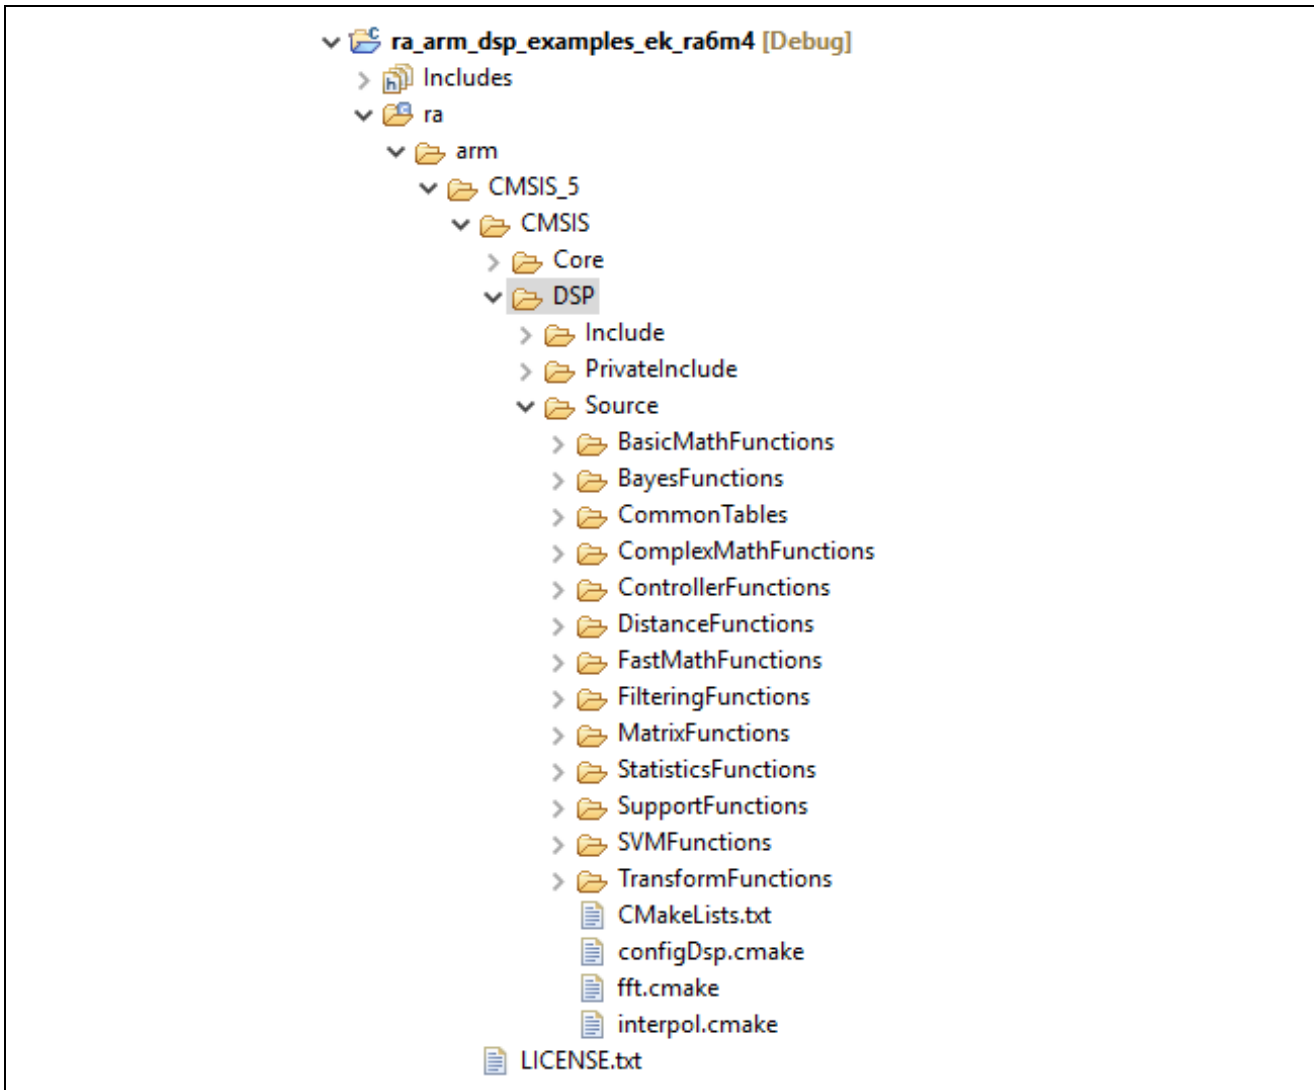 ra_arm_dsp_examples_ek_ra6m4 [Debug]
Includes
ra
arm
CMSIS_5
CMSIS
Core
DSP
Include
PrivateInclude
Source
BasicMathFunctions
BayesFunctions
CommonTables
ComplexMathFunctions
ControllerFunctions
DistanceFunctions
FastMathFunctions
FilteringFunctions
MatrixFunctions
StatisticsFunctions
SupportFunctions
SVMFunctions
TransformFunctions
CMakeLists.txt
configDsp.cmake
fft.cmake
interpol.cmake
LICENSE.txt